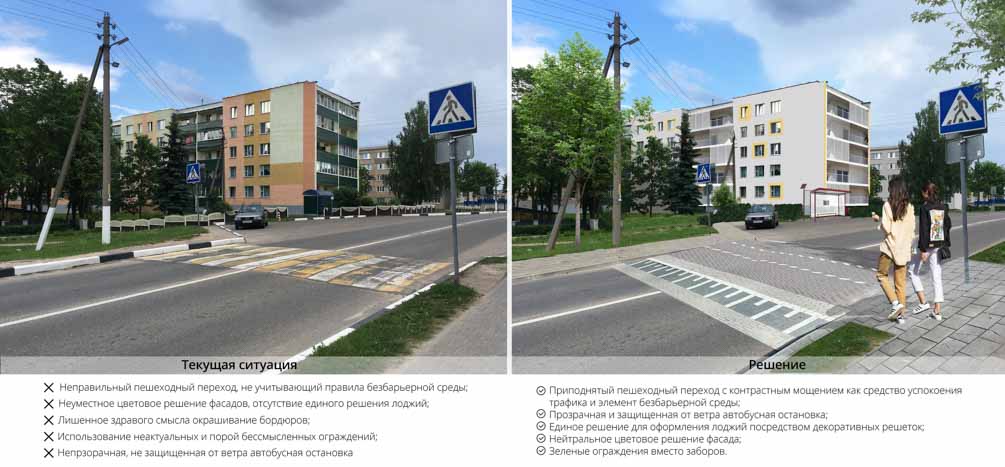 Текущая ситуация
✕ Неправильный пешеходный переход, не учитывающий правила безбарьерной среды;
✕ Неуместное цветовое решение фасадов, отсутствие единого решения лоджий;
✕ Лишенное здравого смысла окрашивание бордюров;
✕ Использование неактуальных и порой бессмысленных ограждений;
✕ Непрзорачная, не защищенная от ветра автобусная остановка
Решение
Приподнятый пешеходный переход с контрастным мощением как средство успокоения
трафика и элемент безбарьерной среды;
Прозрачная и защищенная от ветра автобусная остановка;
Единое решение для оформления лоджий посредством декоративных решеток;
Нейтральное цветовое решение фасада;
Зеленые ограждения вместо заборов.